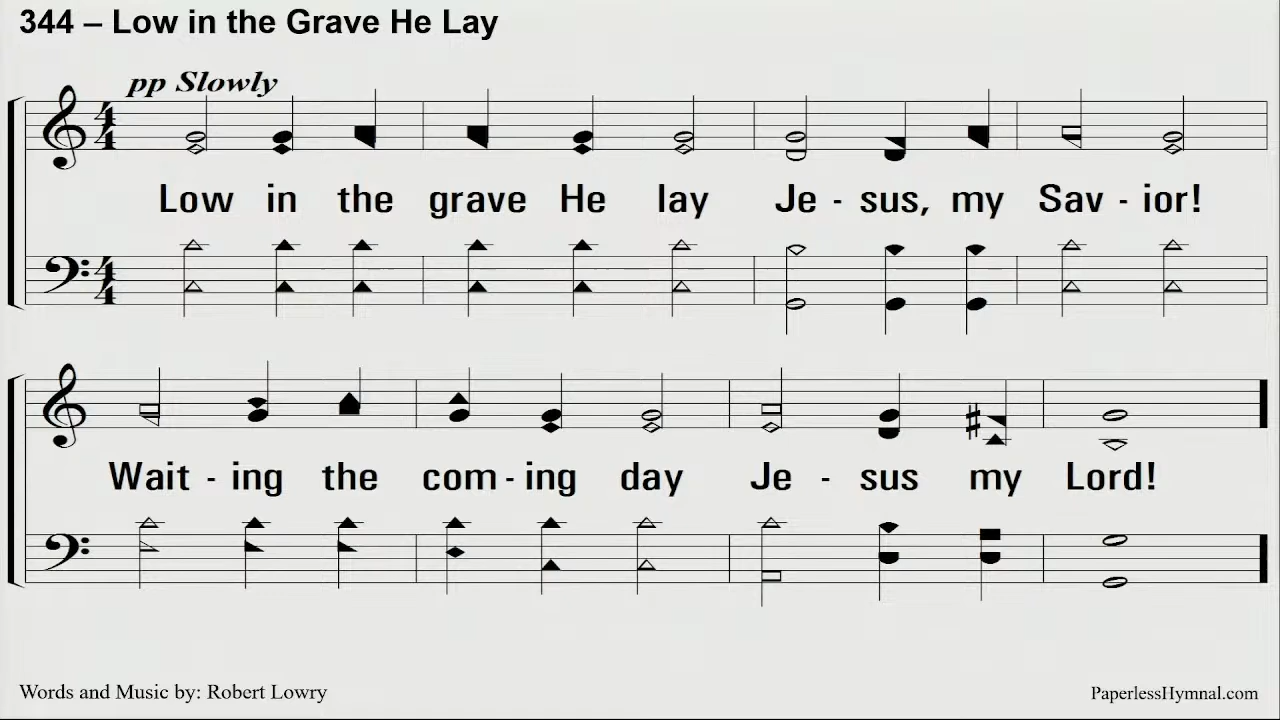 344 – Low in the Grave He Lay
pp Slowly
Low in the grave He lay Je - sus, my Sav - ior!
Wait - ing the com - ing day Je - sus my Lord!
Words and Music by: Robert Lowry
PaperlessHymnal.com